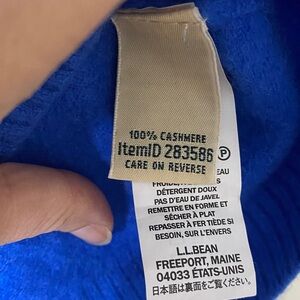 100% CASHMERE
ItemID 283586
CARE ON REVERSE
P
EAU
FROIDE,
DÉTERGENT DOUX
PAS D'EAU DE JAVEL
REMETTRE EN FORME ET
SÉCHER À PLAT
REPASSER À FER TIÈDE SI
BESOIN, SUR L'ENVERS
L.L.BEAN
FREEPORT, MAINE
04033 ÉTATS-UNIS
日本語は裏面をご覧ください